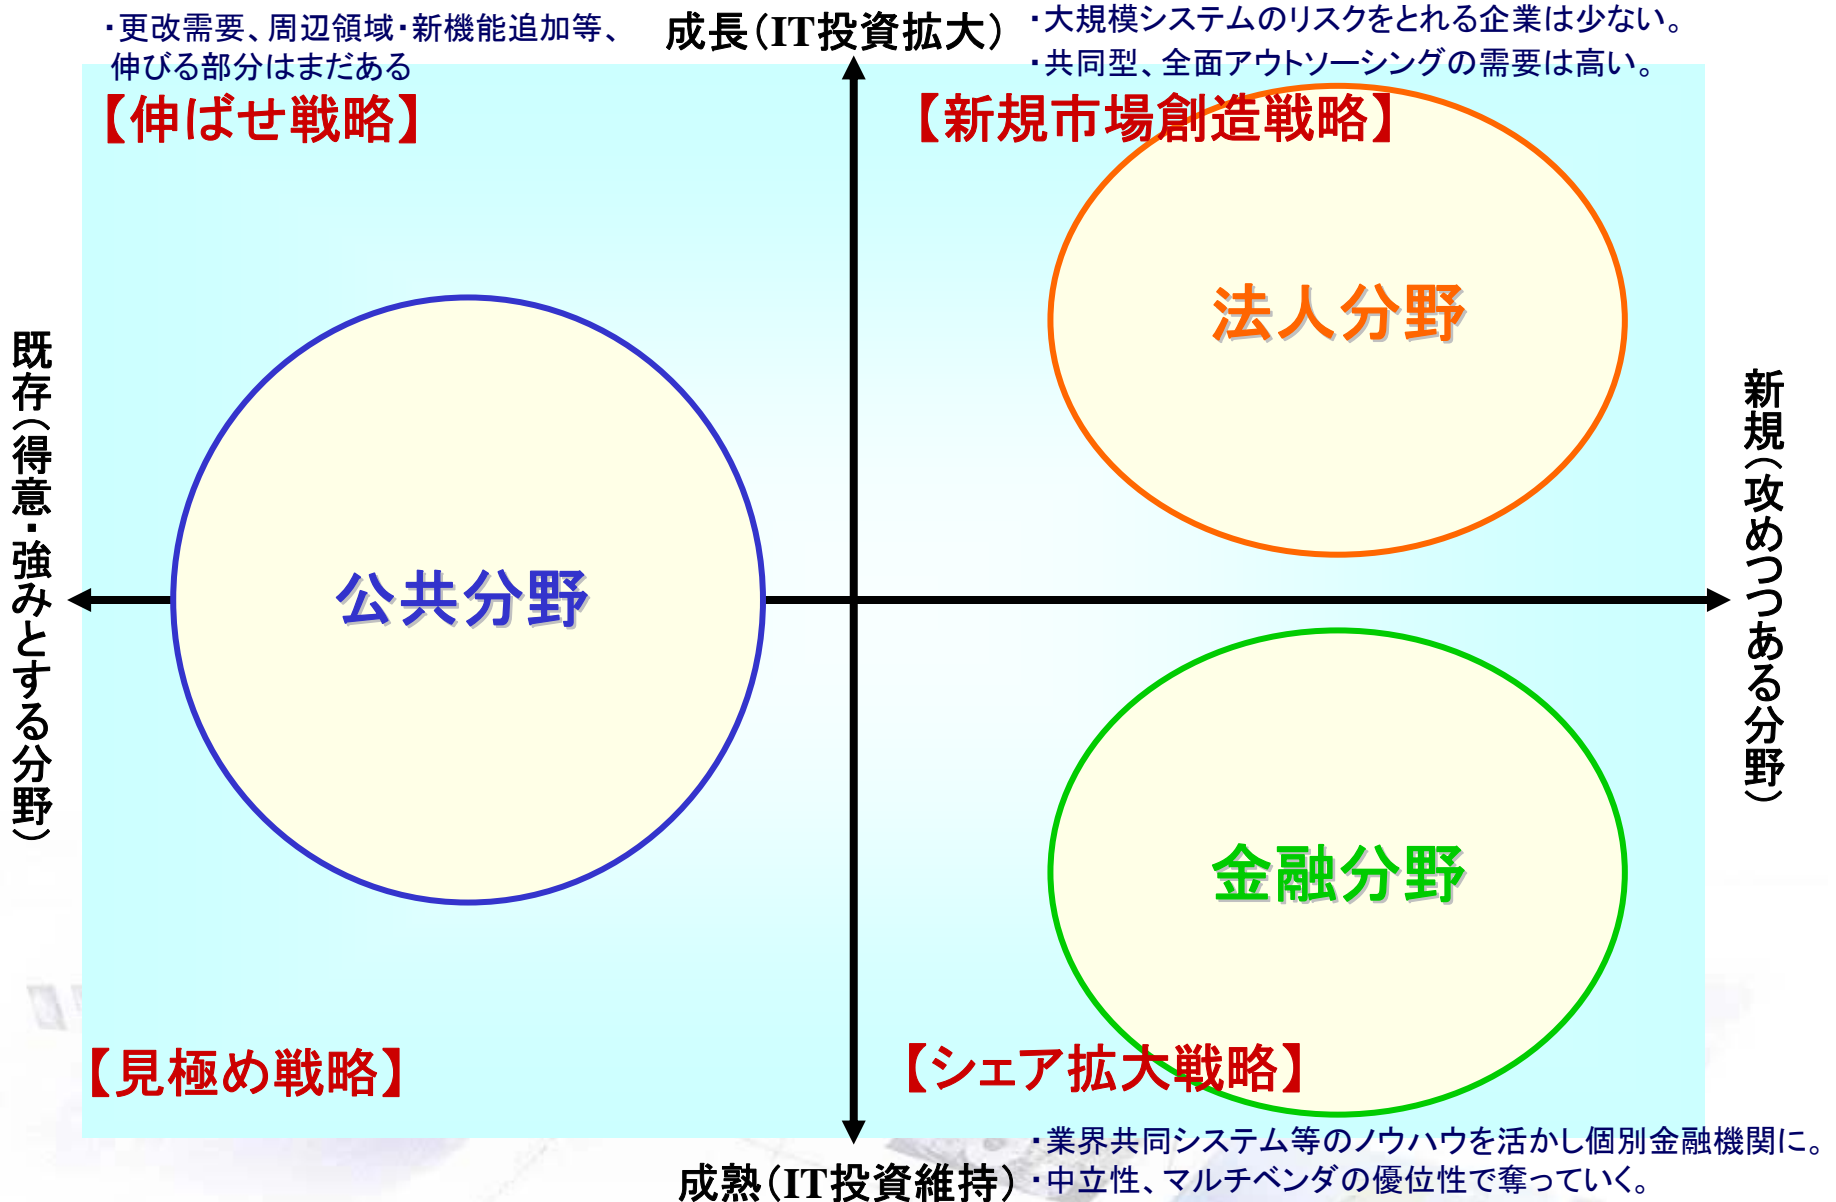 ・更改需要、周辺領域・新機能追加等、
伸びる部分はまだある
成長(IT投資拡大)
・大規模システムのリスクをとれる企業は少ない。
・共同型、全面アウトソーシングの需要は高い。
【伸ばせ戦略】
【新規市場創造戦略】
法人分野
既存(得意・強みとする分野)
公共分野
新規(攻めつつある分野)
金融分野
【見極め戦略】
【シェア拡大戦略】
成熟(IT投資維持)
・業界共同システム等のノウハウを活かし個別金融機関に。
・中立性、マルチベンダの優位性で奪っていく。